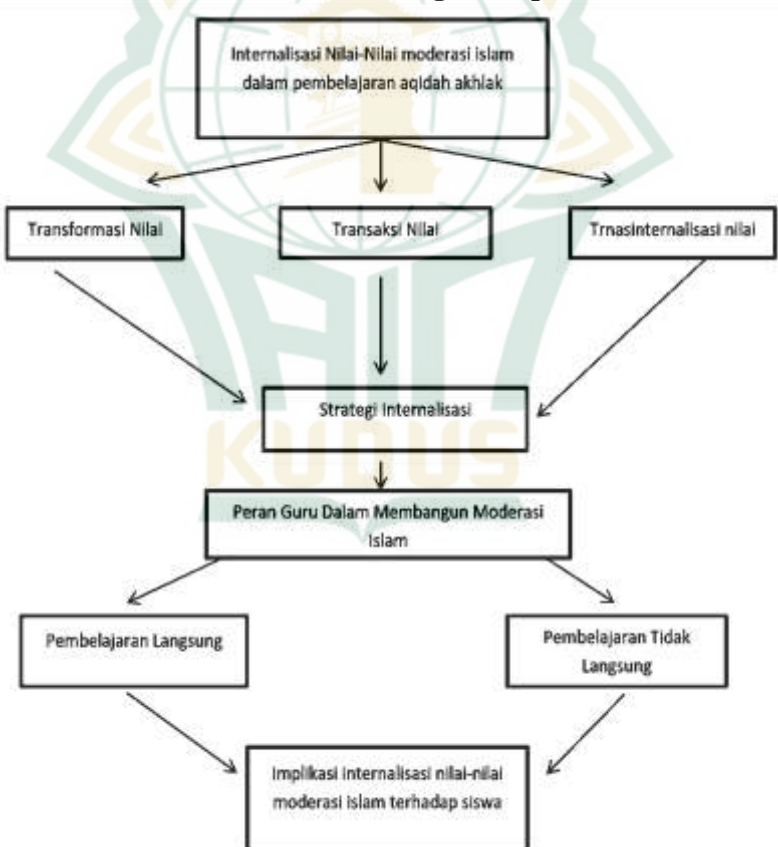 Internalisasi Nilai-Nilai moderasi islam
dalam pembelajaran aqidah akhlak
Transformasi Nilai
Transaksi Nilai
Trnasinternalisasi nilai
Strategi Internalisasi
KUDUS
Peran Guru Dalam Membangun Moderasi
Islam
Pembelajaran Langsung
Pembelajaran Tidak
Langsung
Implikasi internalisasi nilai-nilai
moderasi islam terhadap siswa